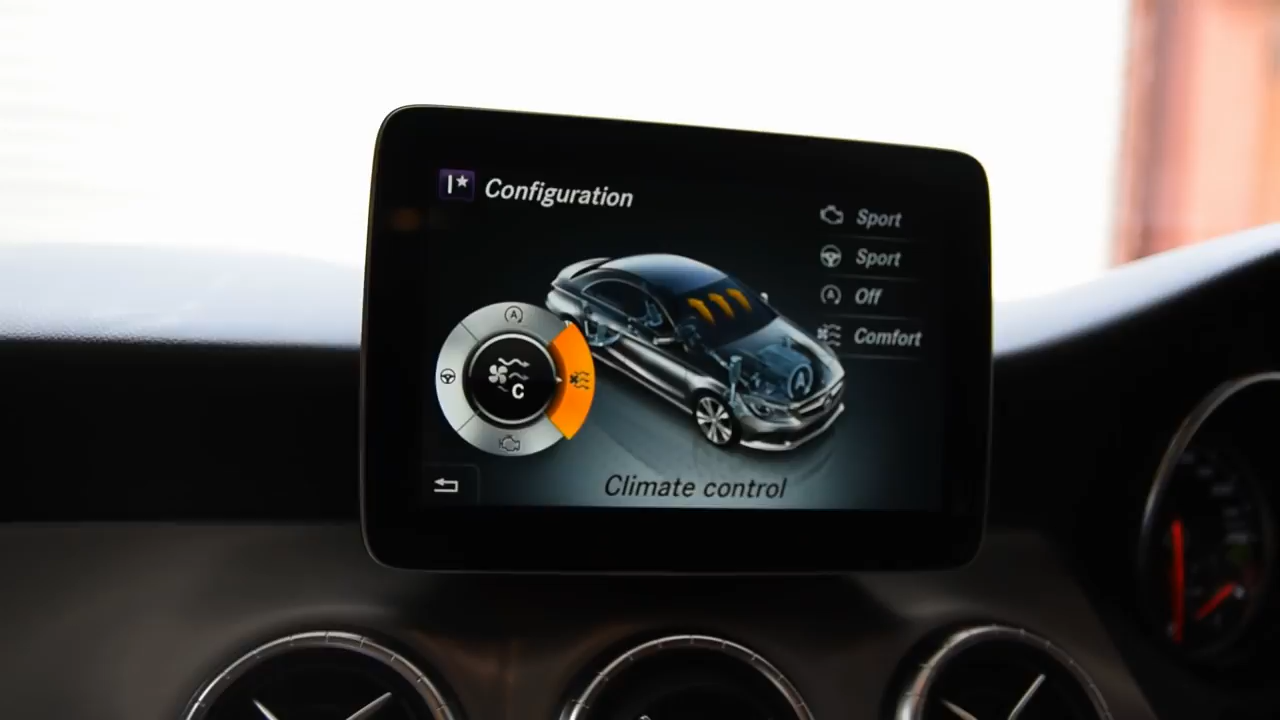 I★ Configuration
Sport
Sport
A Off
Comfort
A
C
A
Climate control